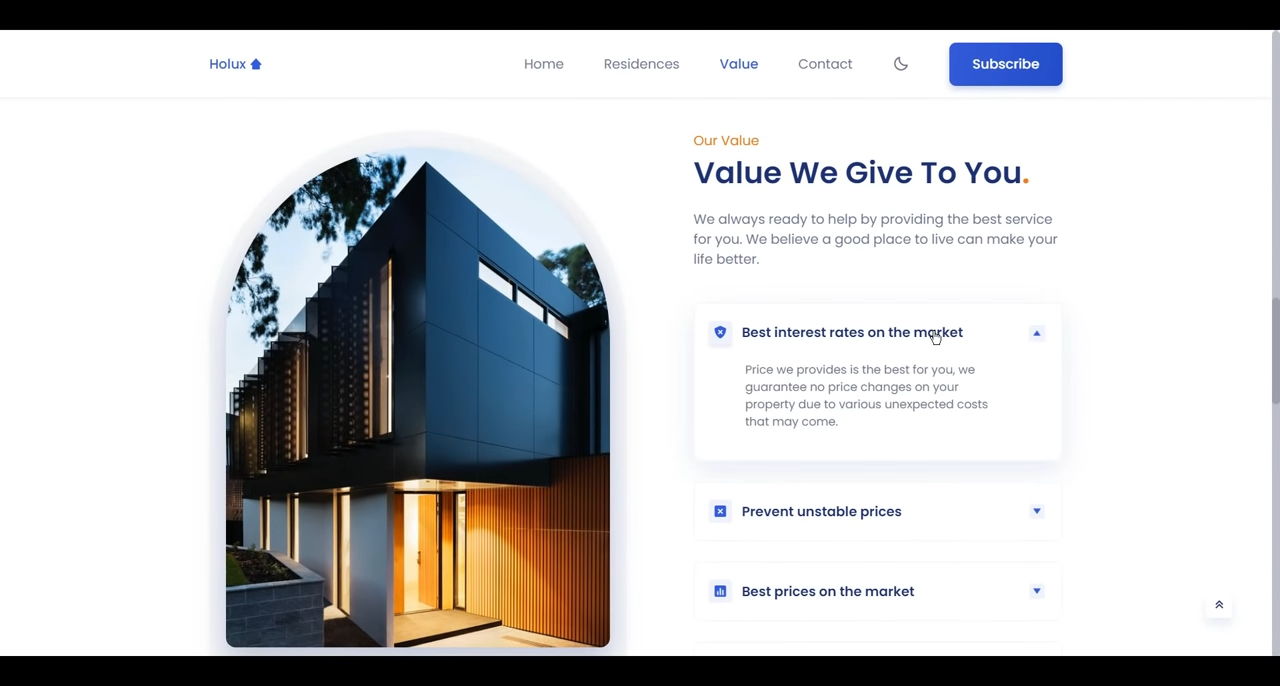 Holux
Home
Residences
Value
Contact
Subscribe
Our Value
Value We Give To You.
We always ready to help by providing the best service
for you. We believe a good place to live can make your
life better.
Best interest rates on the market
Price we provides is the best for you, we
guarantee no price changes on your
property due to various unexpected costs
that may come.
Prevent unstable prices
Best prices on the market